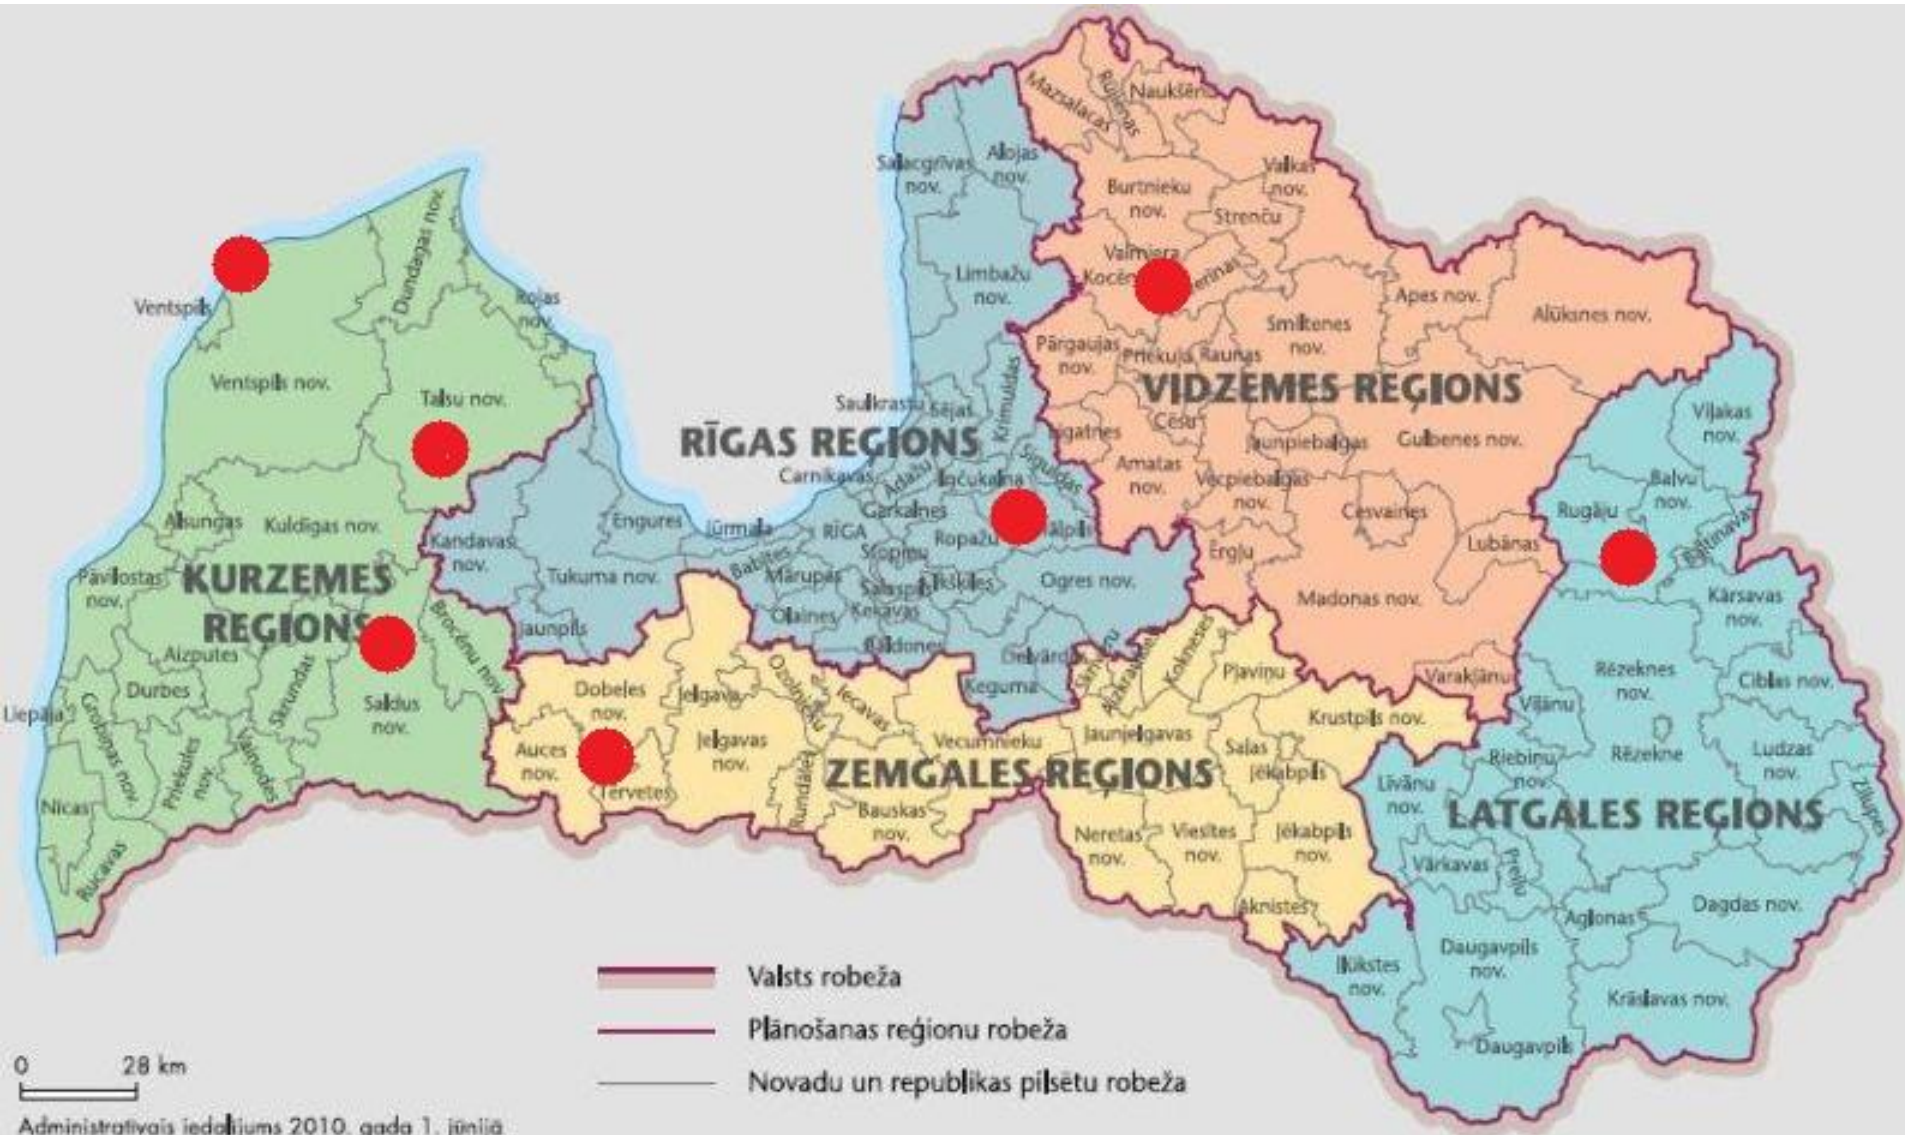 Mazsalacas
Rūjienas
Naukšēnu
Salacgrīvas
nov.
Alojas
nov.
Burtnieku
nov.
Valkas
nov.
Strenču
Dundagas nov.
Valmiera
Limbažu
nov.
Rojas
nov.
Ventspils
Apes nov.
Alūksnes nov.
Smiltenes
nov.
Pārgaujas
nov.
Priekuļu
Raunas
Ventspils nov.
Talsu nov.
VIDZEMES REĢIONS
Krimuldas
Saulkrastu
Sējas
Viļakas
nov.
RĪGAS REĢIONS
Cēsu
Jaunpiebalgas
Gulbenes nov.
Carnikavas
Ādažu
Inčukalna
Siguldas
Amatas
nov.
Vecpiebalgas
nov.
Balvu
nov.
Rugāju
Baltinavas
Alsungas
Kuldīgas nov.
Engures
Jūrmala
RĪGA
Garkalnes
Ropažu
Cesvaines
Lubānas
Kandavas
nov.
Tukuma nov.
Babītes
Mārupes
Stopiņu
Salaspils
Ikšķiles
Ogres nov.
Ērgļu
Pāvilostas
nov.
KURZEMES
REĢIONS
Olaines
Ķekavas
Madonas nov.
Kārsavas
nov.
Jaunpils
Brocēnu nov.
Baldones
Aizputes
Skrundas
Kokneses
Pļaviņu
Varakļānu
Rēzeknes
nov.
Ciblas nov.
Durbes
Saldus
nov.
Dobeles
nov.
Jelgava
Ozolnieku
Iecavas
Ķeguma
Viļānu
Liepāja
Grobiņas nov.
Priekules
nov.
Vaiņodes
Auces
nov.
Tērvetes
Jelgavas
nov.
Vecumnieku
Jaunjelgavas
Salas
Krustpils nov.
Jēkabpils
Riebiņu
nov.
Rēzekne
Ludzas
nov.
Zilupes
ZEMGALES REĢIONS
Līvānu
nov.
LATGALES REĢIONS
Nīcas
Rucavas
Rundāles
Bauskas
nov.
Neretas
nov.
Viesītes
nov.
Jēkabpils
nov.
Vārkavas
Preiļu
Aknīstes
Aglonas
Dagdas nov.
Ilūkstes
nov.
Daugavpils
nov.
Krāslavas nov.
Daugavpils
Valsts robeža
Plānošanas reģionu robeža
Novadu un republikas pilsētu robeža
0 28 km
Administratīvais iedalījums 2010. gada 1. jūnijā